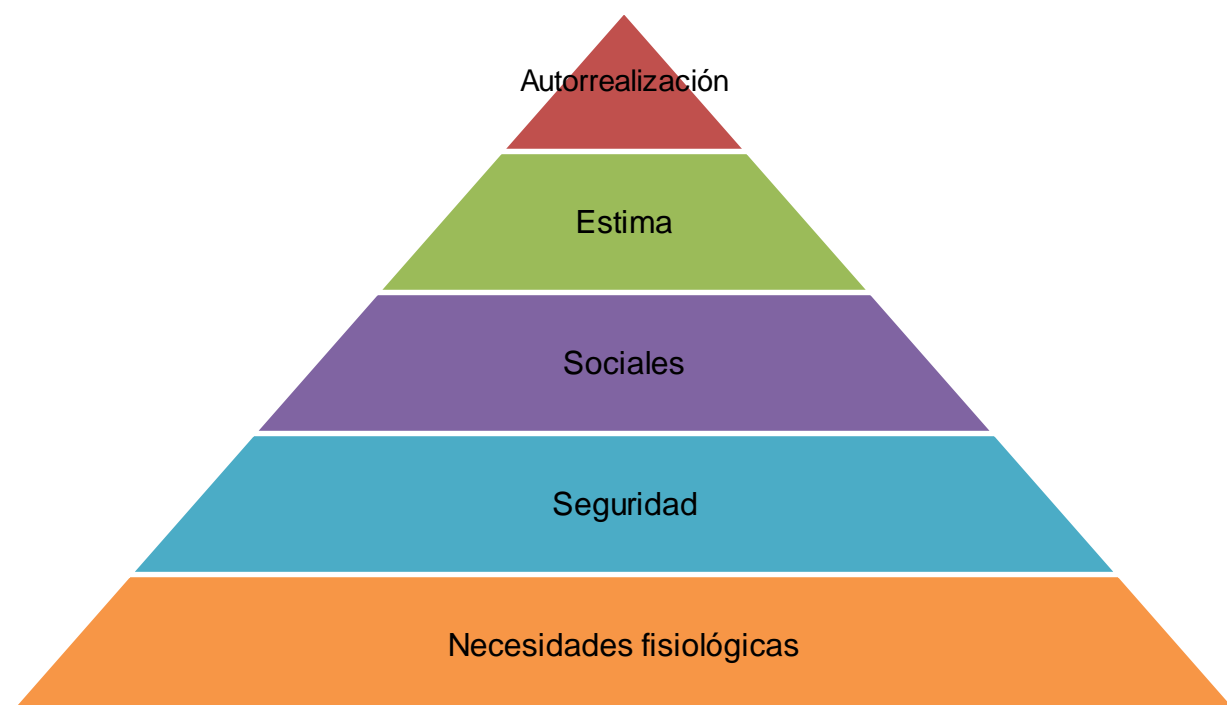 Autorrealización
Estima
Sociales
Seguridad
Necesidades fisiológicas